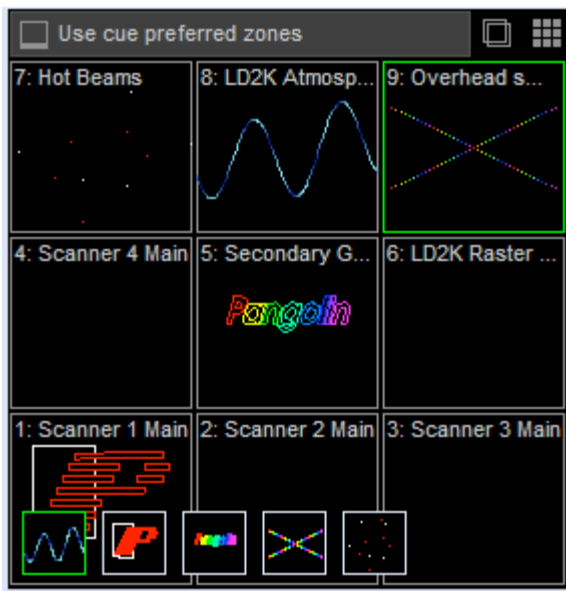 Use cue preferred zones
7: Hot Beams
8: LD2K Atmosp...
9: Overhead s...
4: Scanner 4 Main
5: Secondary G...
6: LD2K Raster ...
Pangolin
1: Scanner 1 Main
2: Scanner 2 Main
3: Scanner 3 Main
P